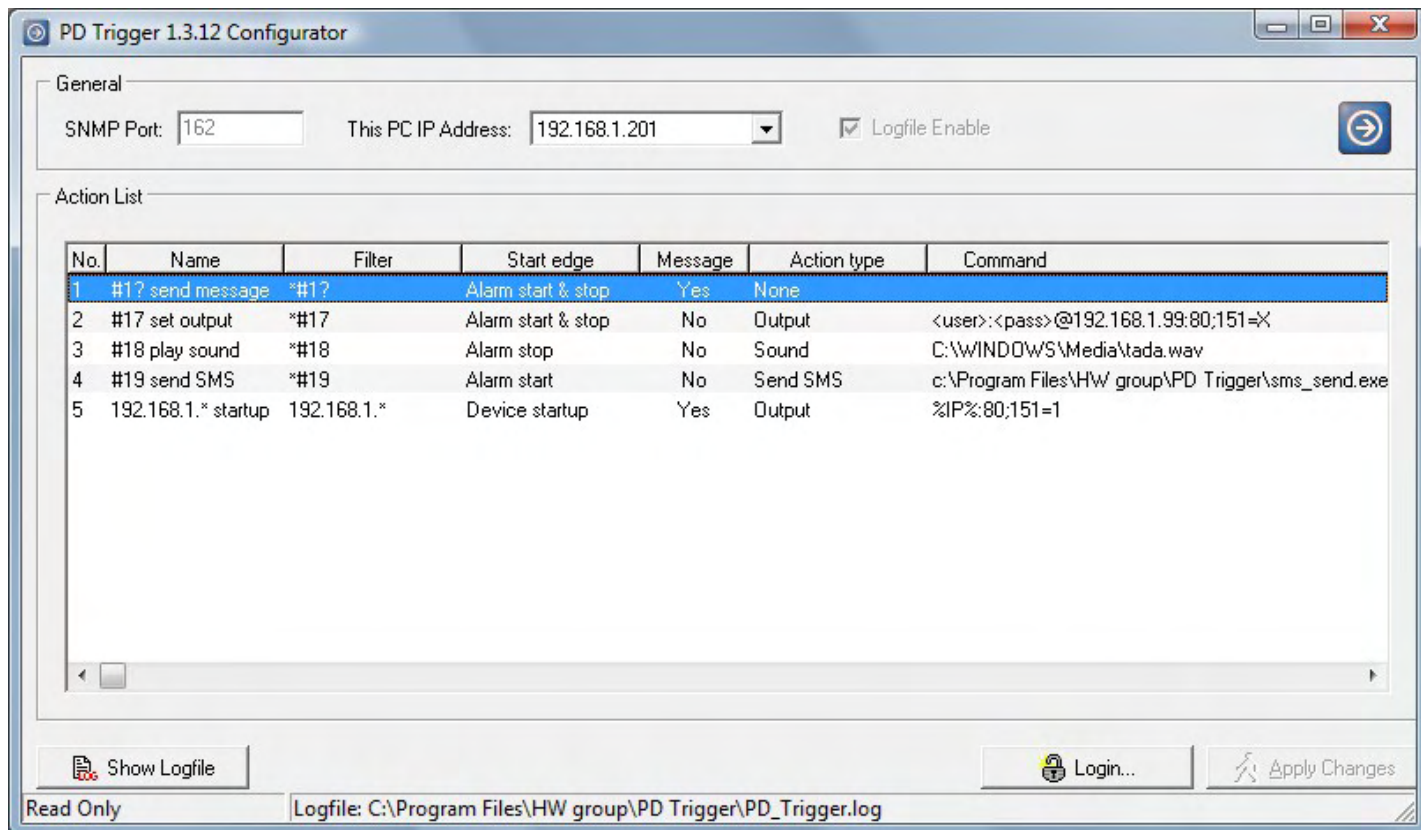 PD Trigger 1.3.12 Configurator
General
SNMP Port: 162 This PC IP Address: 192.168.1.201 Logfile Enable
Action List
No. Name Filter Start edge Message Action type Command
1 #1? send message *#1? Alarm start & stop Yes None
2 #17 set output *#17 Alarm start & stop No Output <user>:<pass>@192.168.1.99:80;151=X
3 #18 play sound *#18 Alarm stop No Sound C:\WINDOWS\Media\tada.wav
4 #19 send SMS *#19 Alarm start No Send SMS c:\Program Files\HW group\PD Trigger\sms_send.exe
5 192.168.1.* startup 192.168.1.* Device startup Yes Output %IP%:80;151=1
LOG Show Logfile Login... Apply Changes
Read Only Logfile: C:\Program Files\HW group\PD Trigger\PD_Trigger.log